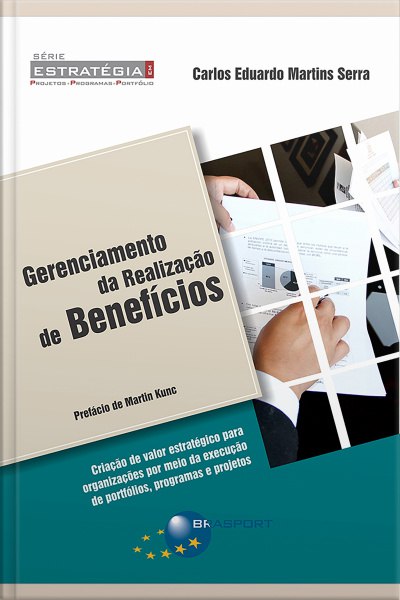 SÉRIE
ESTRATÉGIA EM
PROJETOS-PROGRAMAS-PORTFÓLIO
Carlos Eduardo Martins Serra
Gerenciamento
da Realização
de Benefícios
Prefácio de Martin Kunc
Criação de valor estratégico para
organizações por meio da execução
de portfólios, programas e projetos
BRASPORT